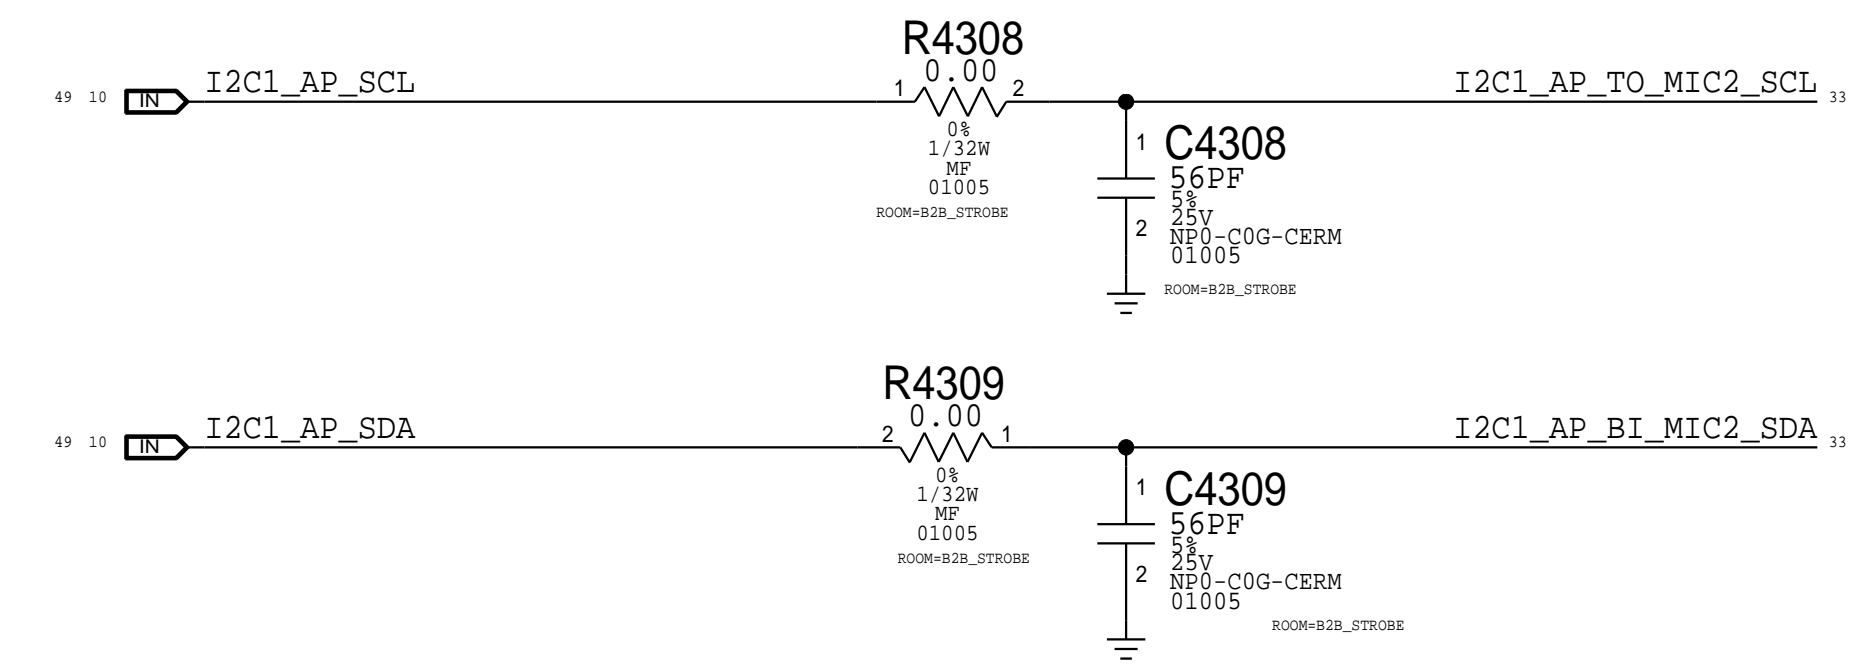 R4308
0.00
49 10 IN I2C1_AP_SCL 1 2 I2C1_AP_TO_MIC2_SCL 33
0%
1/32W
MF
01005
ROOM=B2B_STROBE
1 C4308
56PF
5%
25V
2 NP0-C0G-CERM
01005
ROOM=B2B_STROBE
R4309
0.00
49 10 IN I2C1_AP_SDA 2 1 I2C1_AP_BI_MIC2_SDA 33
0%
1/32W
MF
01005
ROOM=B2B_STROBE
1 C4309
56PF
5%
25V
2 NP0-C0G-CERM
01005
ROOM=B2B_STROBE